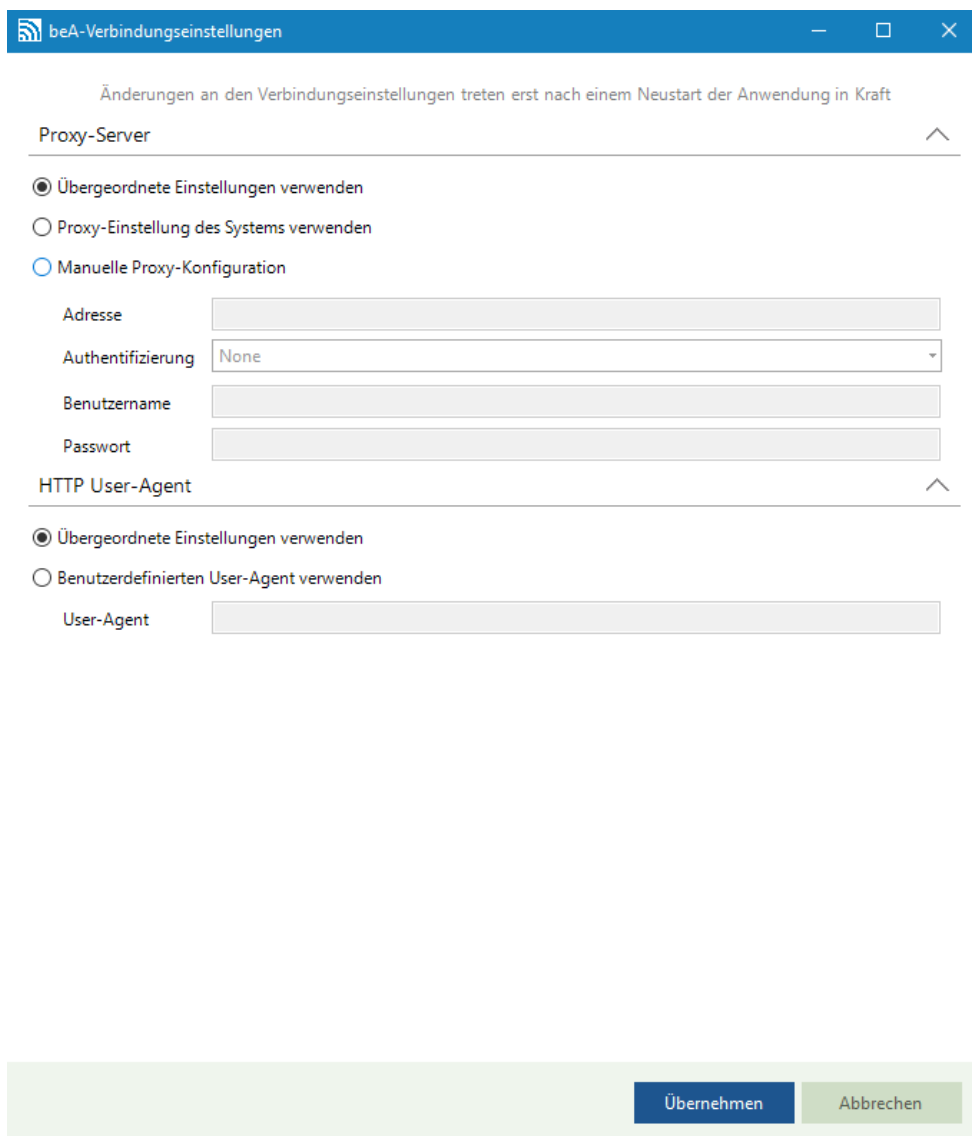 beA-Verbindungseinstellungen
Änderungen an den Verbindungseinstellungen treten erst nach einem Neustart der Anwendung in Kraft
Proxy-Server
Übergeordnete Einstellungen verwenden
Proxy-Einstellung des Systems verwenden
Manuelle Proxy-Konfiguration
Adresse
Authentifizierung None
Benutzername
Passwort
HTTP User-Agent
Übergeordnete Einstellungen verwenden
Benutzerdefinierten User-Agent verwenden
User-Agent
Übernehmen Abbrechen